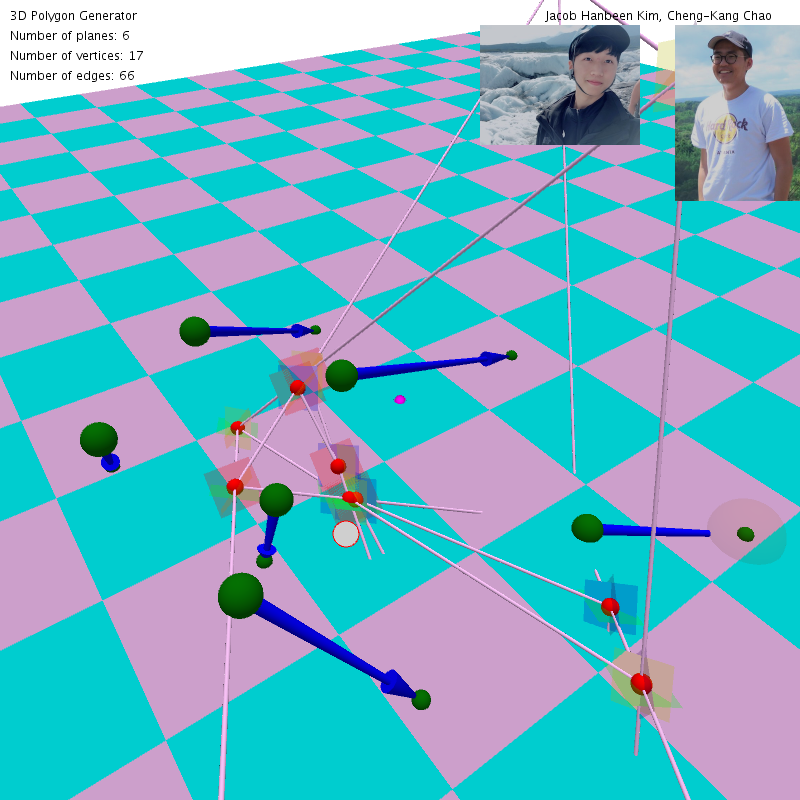 3D Polygon Generator
Jacob Hanbeen Kim, Cheng-Kang Chao
Number of planes: 6
Number of vertices: 17
Number of edges: 66